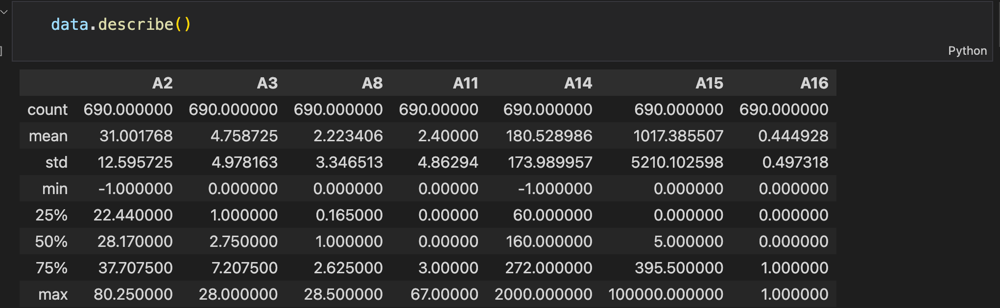 data.describe()
]
Python
A2 A3 A8 A11 A14 A15 A16
count 690.000000 690.000000 690.000000 690.00000 690.000000 690.000000 690.000000
mean 31.001768 4.758725 2.223406 2.40000 180.528986 1017.385507 0.444928
std 12.595725 4.978163 3.346513 4.86294 173.989957 5210.102598 0.497318
min -1.000000 0.000000 0.000000 0.00000 -1.000000 0.000000 0.000000
25% 22.440000 1.000000 0.165000 0.00000 60.000000 0.000000 0.000000
50% 28.170000 2.750000 1.000000 0.00000 160.000000 5.000000 0.000000
75% 37.707500 7.207500 2.625000 3.00000 272.000000 395.500000 1.000000
max 80.250000 28.000000 28.500000 67.00000 2000.000000 100000.000000 1.000000